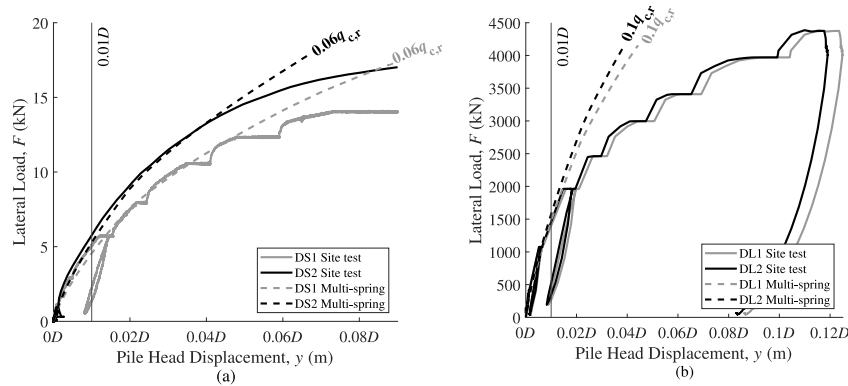 20
15
10
5
0
Lateral Load, F (kN)
0.01D
0.06q c,r
0.06q c,r
DS1 Site test
DS2 Site test
DS1 Multi-spring
DS2 Multi-spring
0D 0.02D 0.04D 0.06D 0.08D
Pile Head Displacement, y (m)
(a)
4500
4000
3500
3000
2500
2000
1500
1000
500
0
Lateral Load, F (kN)
0.01D
0.1q c,r
0.1q c,r
DL1 Site test
DL2 Site test
DL1 Multi-spring
DL2 Multi-spring
0D 0.02D 0.04D 0.06D 0.08D 0.1D 0.12D
Pile Head Displacement, y (m)
(b)